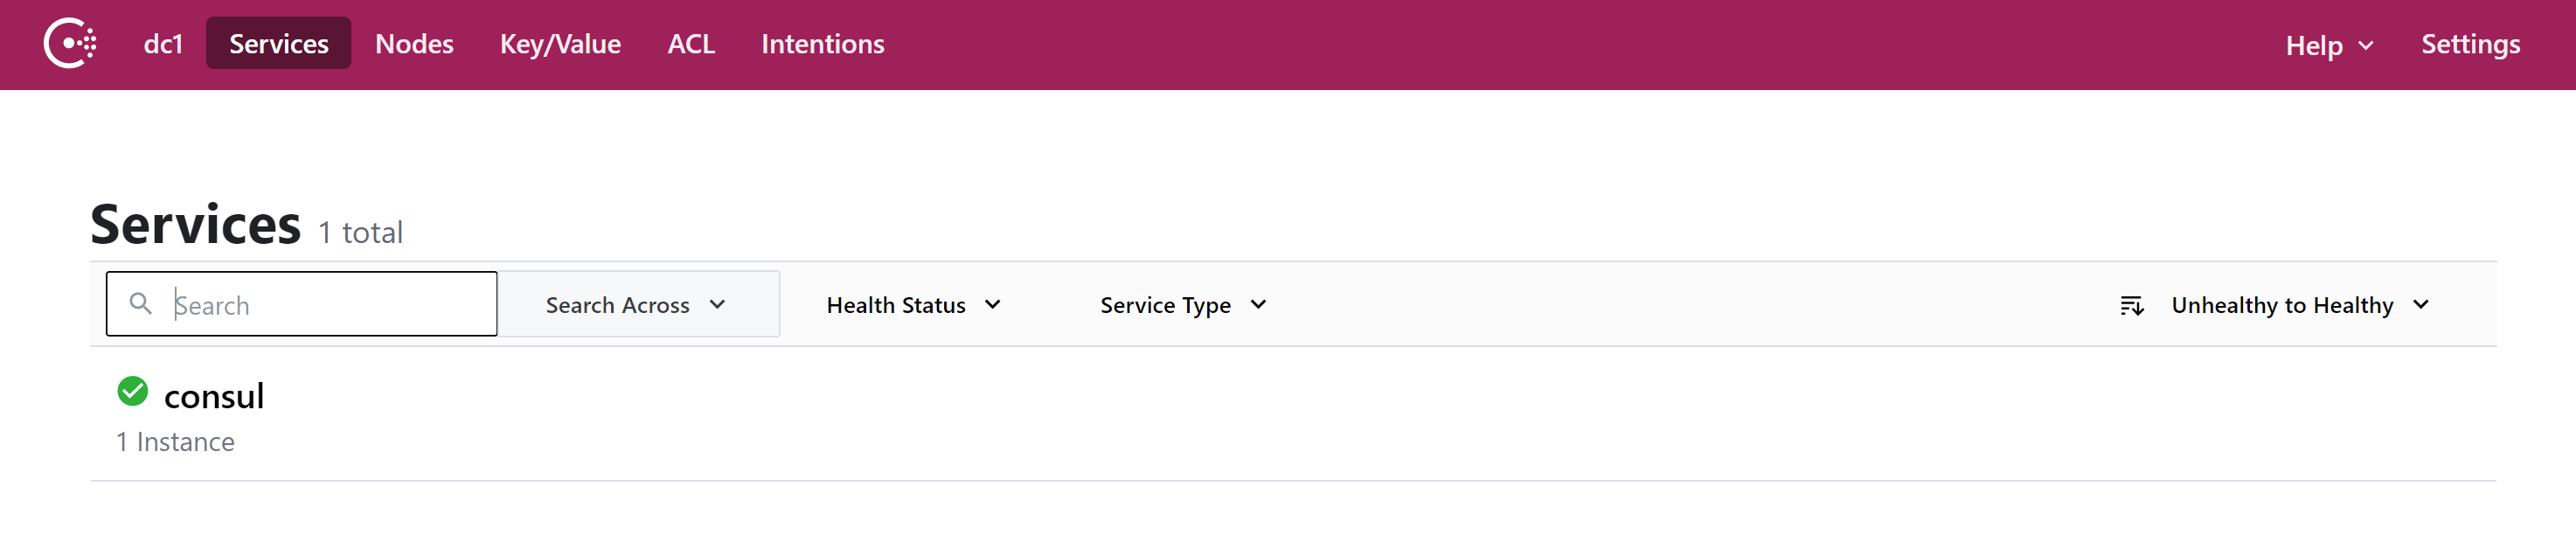 dc1 Services Nodes Key/Value ACL Intentions Help Settings
Services 1 total
Search Search Across Health Status Service Type Unhealthy to Healthy
consul
1 Instance